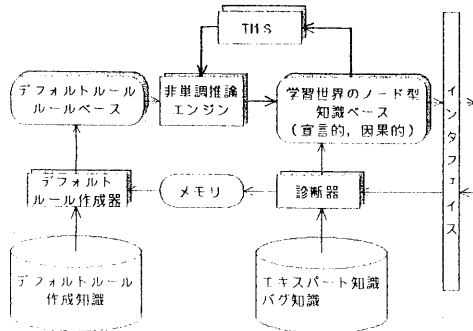 TMS
デフォルトルール
ルールベース
非単調推論
エンジン
学習世界のノード型
知識ベース
(宣言的,因果的)
インタフェイス
デフォルト
ルール作成器
メモリ
診断器
デフォルトルール
作成知識
エキスパート知識
バグ知識